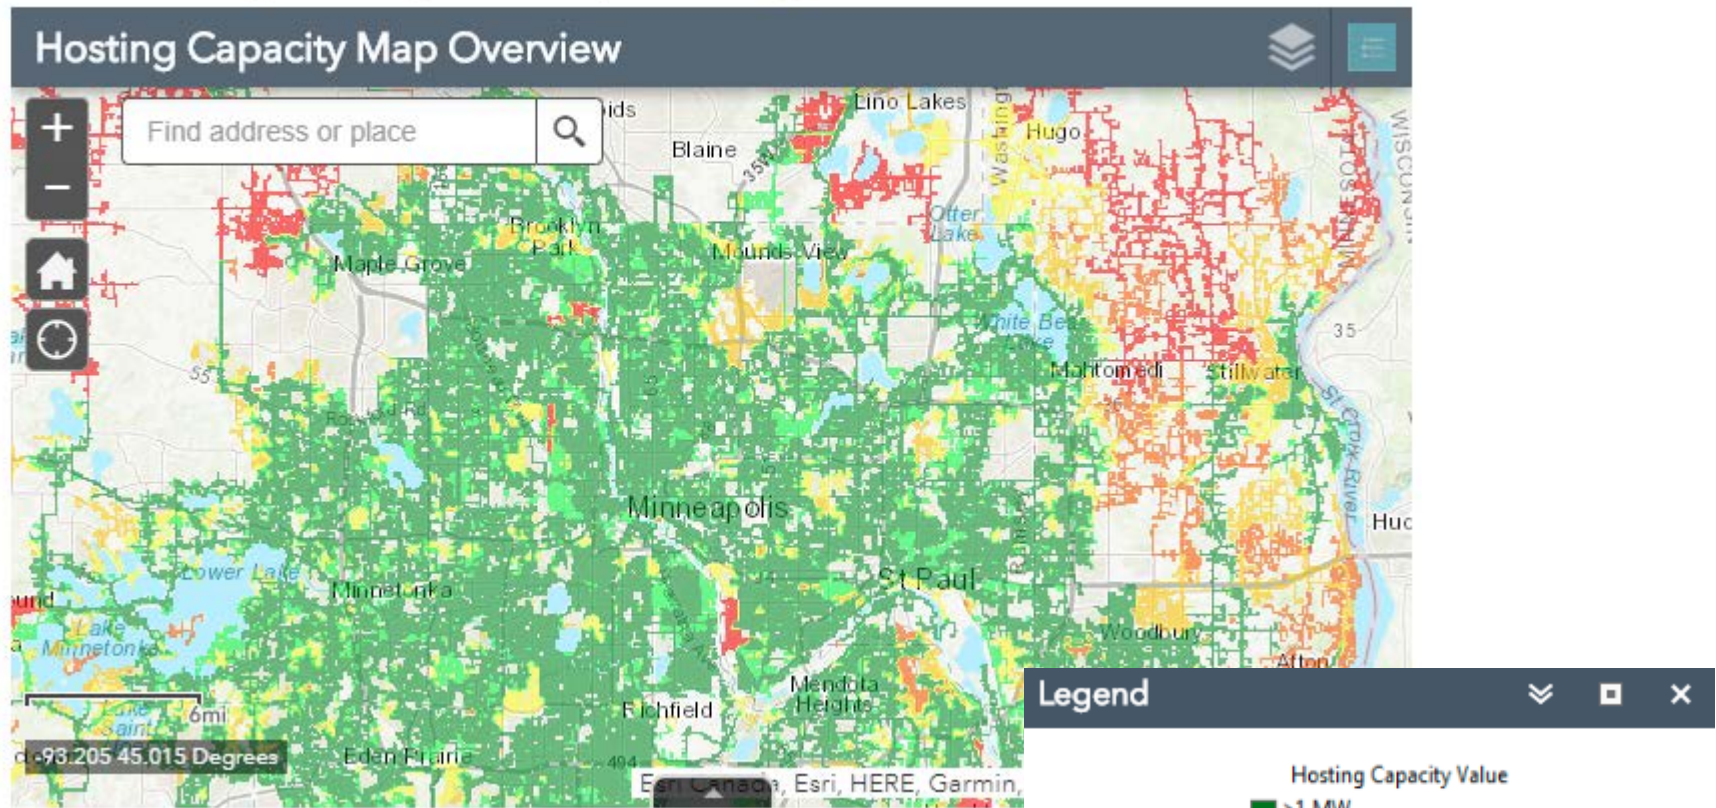 Hosting Capacity Map Overview
+
Find address or place
−
Lino Lakes
Hugo
Blaine
35W
Otter
Lake
Brooklyn
Park
Maple Grove
Mounds View
White Bear
Lake
35
55
Mahtomedi
Stillwater
St Croix River
Minneapolis
Lower Lake
Minnetonka
St Paul
Lake
Minnetonka
Woodbury
Afton
Mendota
Heights
Richfield
6mi
-93.205 45.015 Degrees
Eden Prairie
494
Esri Canada, Esri, HERE, Garmin,
Legend
Hosting Capacity Value
>1 MW